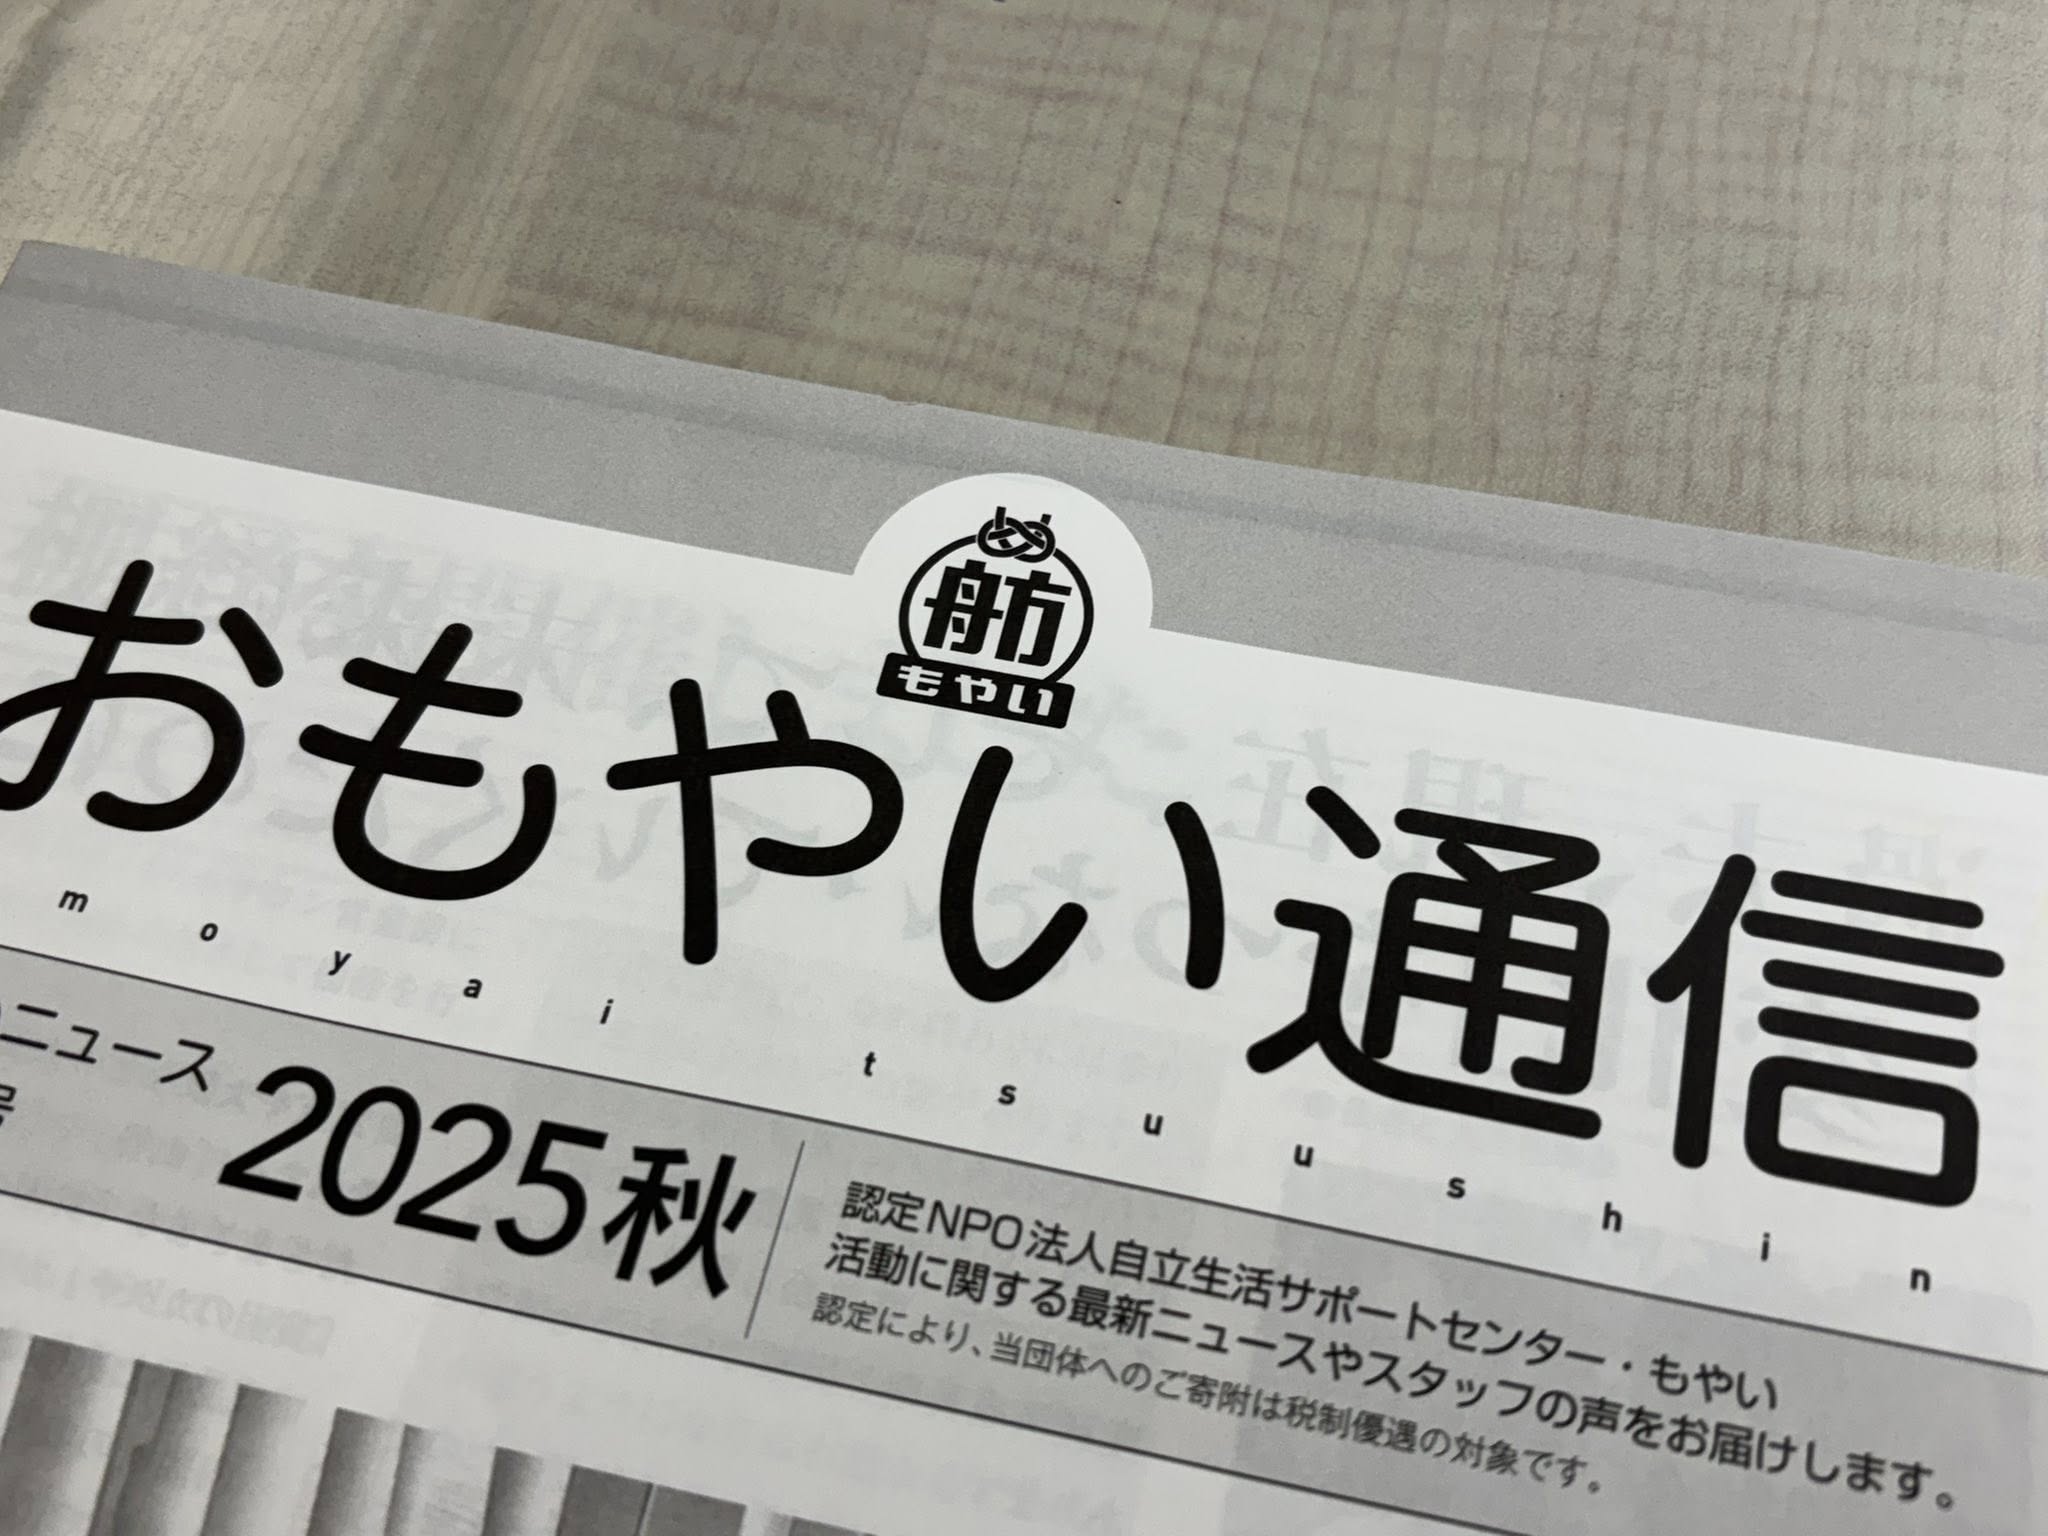 舫
もやい
おもやい通信
moyai tsuushin
ニュース
2025秋
認定NPO法人自立生活サポートセンター・もやい
活動に関する最新ニュースやスタッフの声をお届けします。
認定により、当団体へのご寄附は税制優遇の対象です。